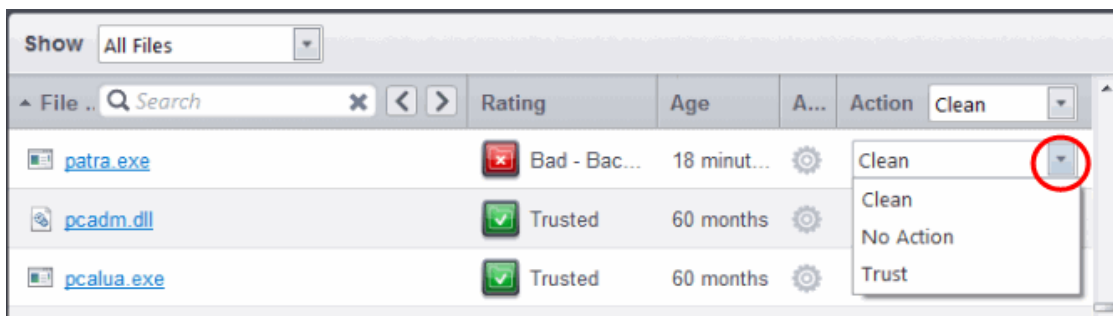 Show All Files
File .. Search Rating Age A... Action Clean
patra.exe Bad - Bac... 18 minut... Clean
Clean
pcadm.dll Trusted 60 months
No Action
Trust
pcalua.exe Trusted 60 months